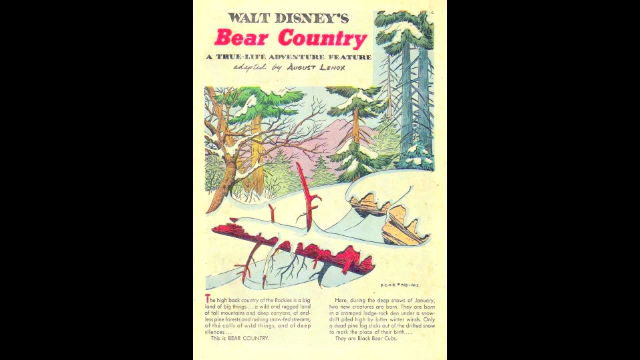 WALT DISNEY'S
Bear Country
A TRUE-LIFE ADVENTURE FEATURE
adapted by AUGUST LENOX
The high back country of the Rockies is a big
land of big things.... a wild and rugged land
of tall mountains and deep canyons, of end-
less pine forests and rushing snow-fed streams,
of the calls of wild things, and of deep
silences....
This is BEAR COUNTRY.
Here, during the deep snows of January,
two new creatures are born. They are born
in a cramped ledge-rock den under a snow-
drift piled high by bitter winter winds. Only
a dead pine log sticks out of the drifted snow
to mark the place of their birth....
They are Black Bear Cubs.